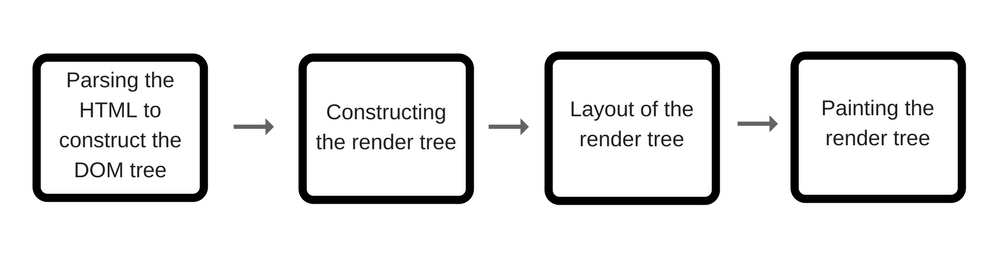 Parsing the
HTML to
construct the
DOM tree
Constructing
the render tree
Layout of the
render tree
Painting the
render tree